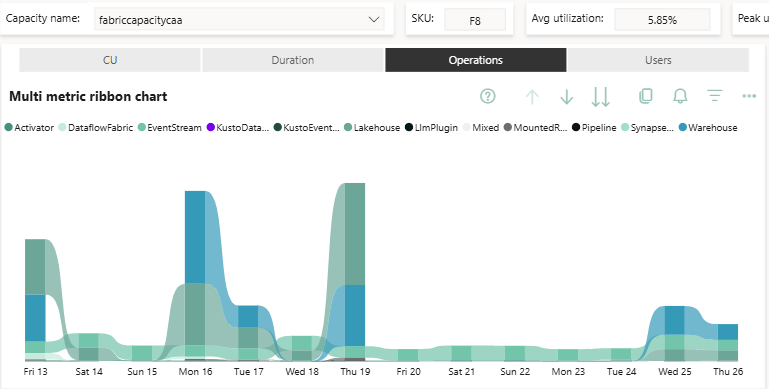 Capacity name: fabriccapacitycaa SKU: F8 Avg utilization: 5.85% Peak u
CU Duration Operations Users
Multi metric ribbon chart
Activator DataflowFabric EventStream KustoData... KustoEvent... Lakehouse LlmPlugin Mixed MountedR... Pipeline Synapse... Warehouse
Fri 13 Sat 14 Sun 15 Mon 16 Tue 17 Wed 18 Thu 19 Fri 20 Sat 21 Sun 22 Mon 23 Tue 24 Wed 25 Thu 26